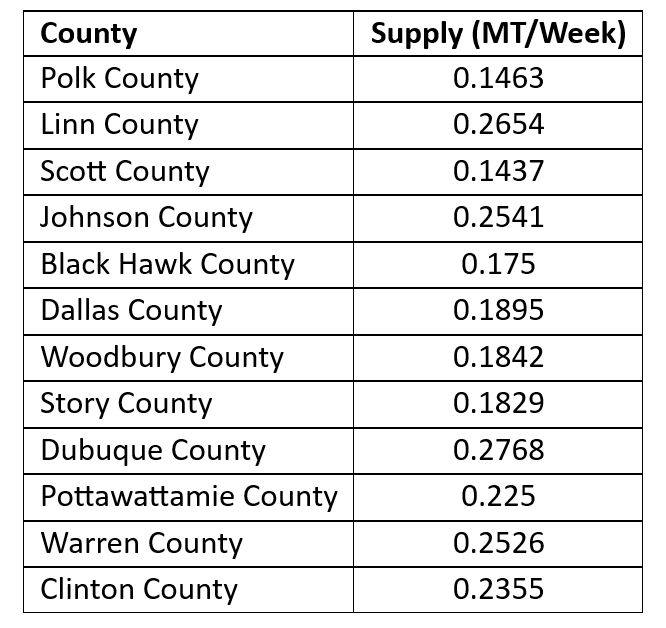 County Supply (MT/Week)
Polk County 0.1463
Linn County 0.2654
Scott County 0.1437
Johnson County 0.2541
Black Hawk County 0.175
Dallas County 0.1895
Woodbury County 0.1842
Story County 0.1829
Dubuque County 0.2768
Pottawattamie County 0.225
Warren County 0.2526
Clinton County 0.2355